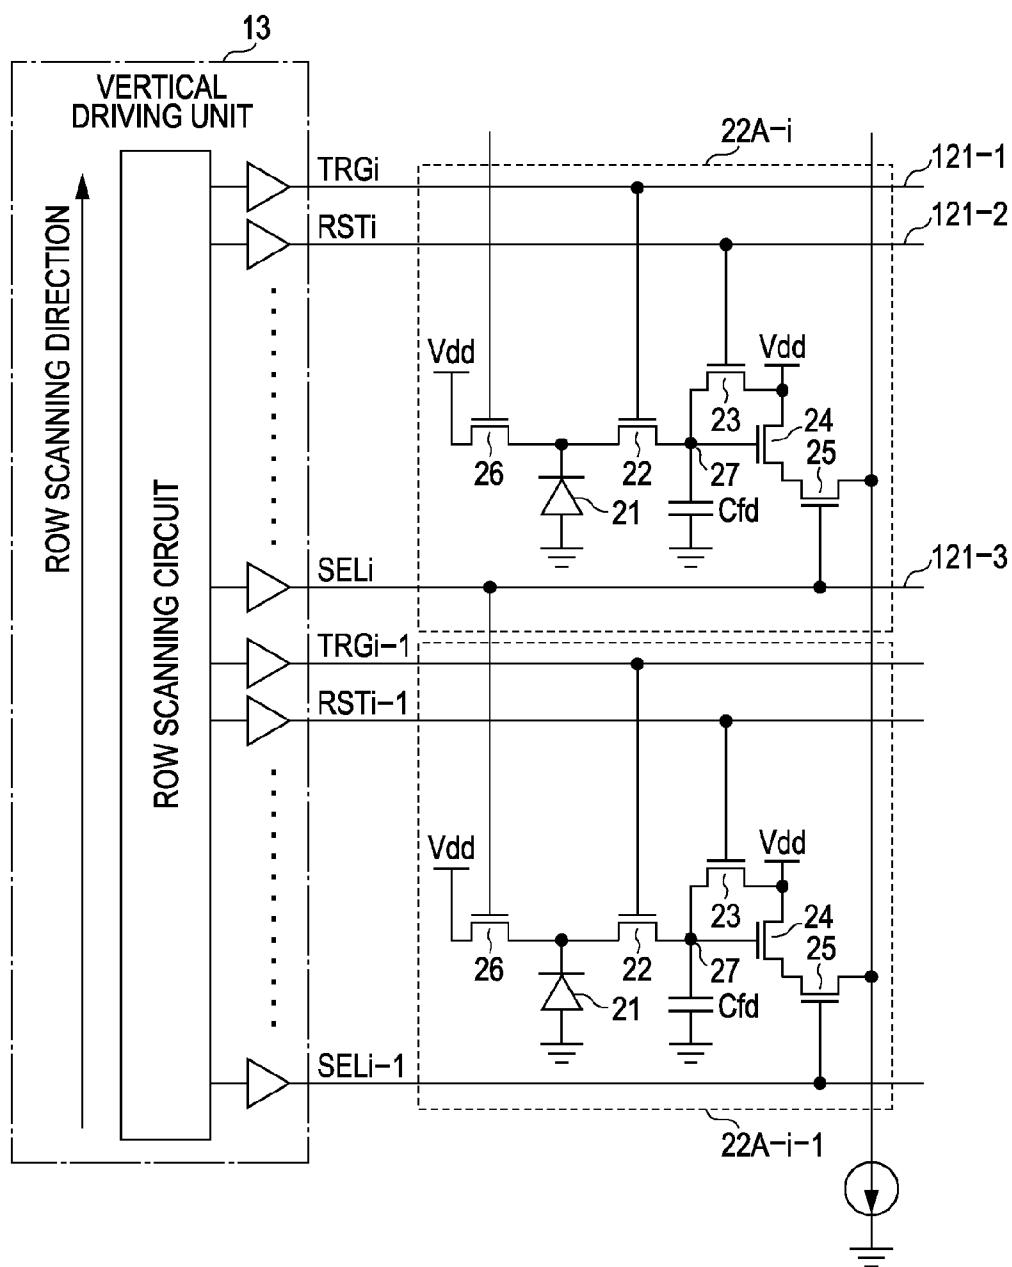 13
VERTICAL
DRIVING UNIT
ROW SCANNING DIRECTION
ROW SCANNING CIRCUIT
22A-i
TRGi
121-1
RSTi
121-2
Vdd
Vdd
23
24
25
26
22
27
21
Cfd
SELi
121-3
TRGi-1
RSTi-1
Vdd
Vdd
23
24
25
26
22
27
21
Cfd
SELi-1
22A-i-1